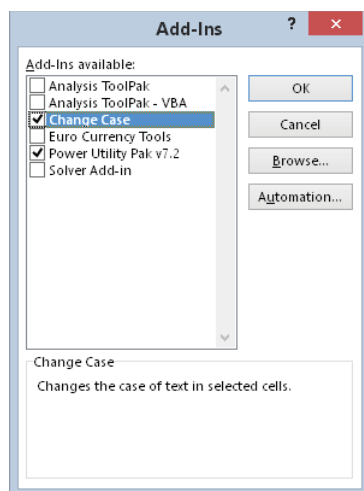 Add-Ins ? ×
Add-Ins available:
Analysis ToolPak
Analysis ToolPak - VBA
Change Case
Euro Currency Tools
Power Utility Pak v7.2
Solver Add-in
OK
Cancel
Browse...
Automation...
Change Case
Changes the case of text in selected cells.